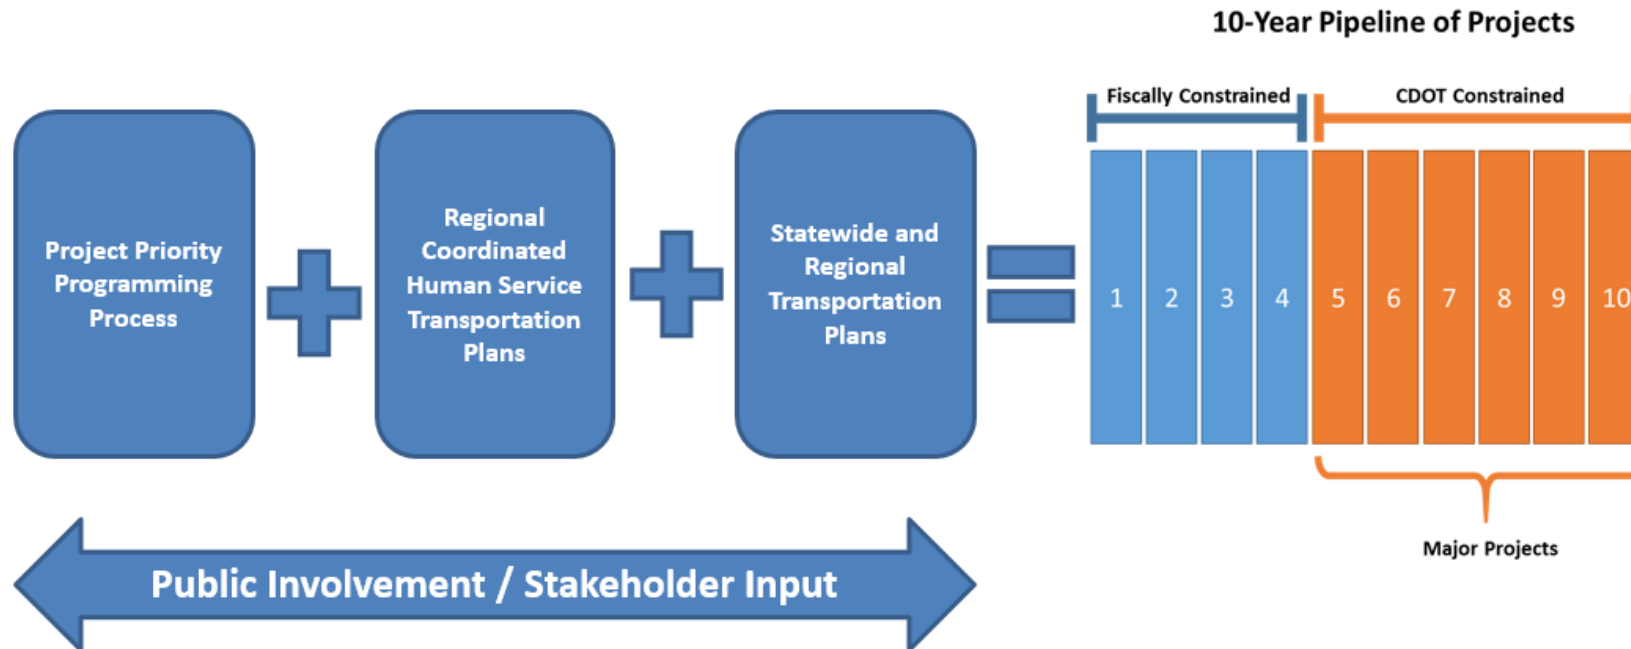 10-Year Pipeline of Projects
Fiscally Constrained
CDOT Constrained
Project Priority
Programming
Process
Regional
Coordinated
Human Service
Transportation
Plans
Statewide and
Regional
Transportation
Plans
1 2 3 4 5 6 7 8 9 10
Major Projects
Public Involvement / Stakeholder Input